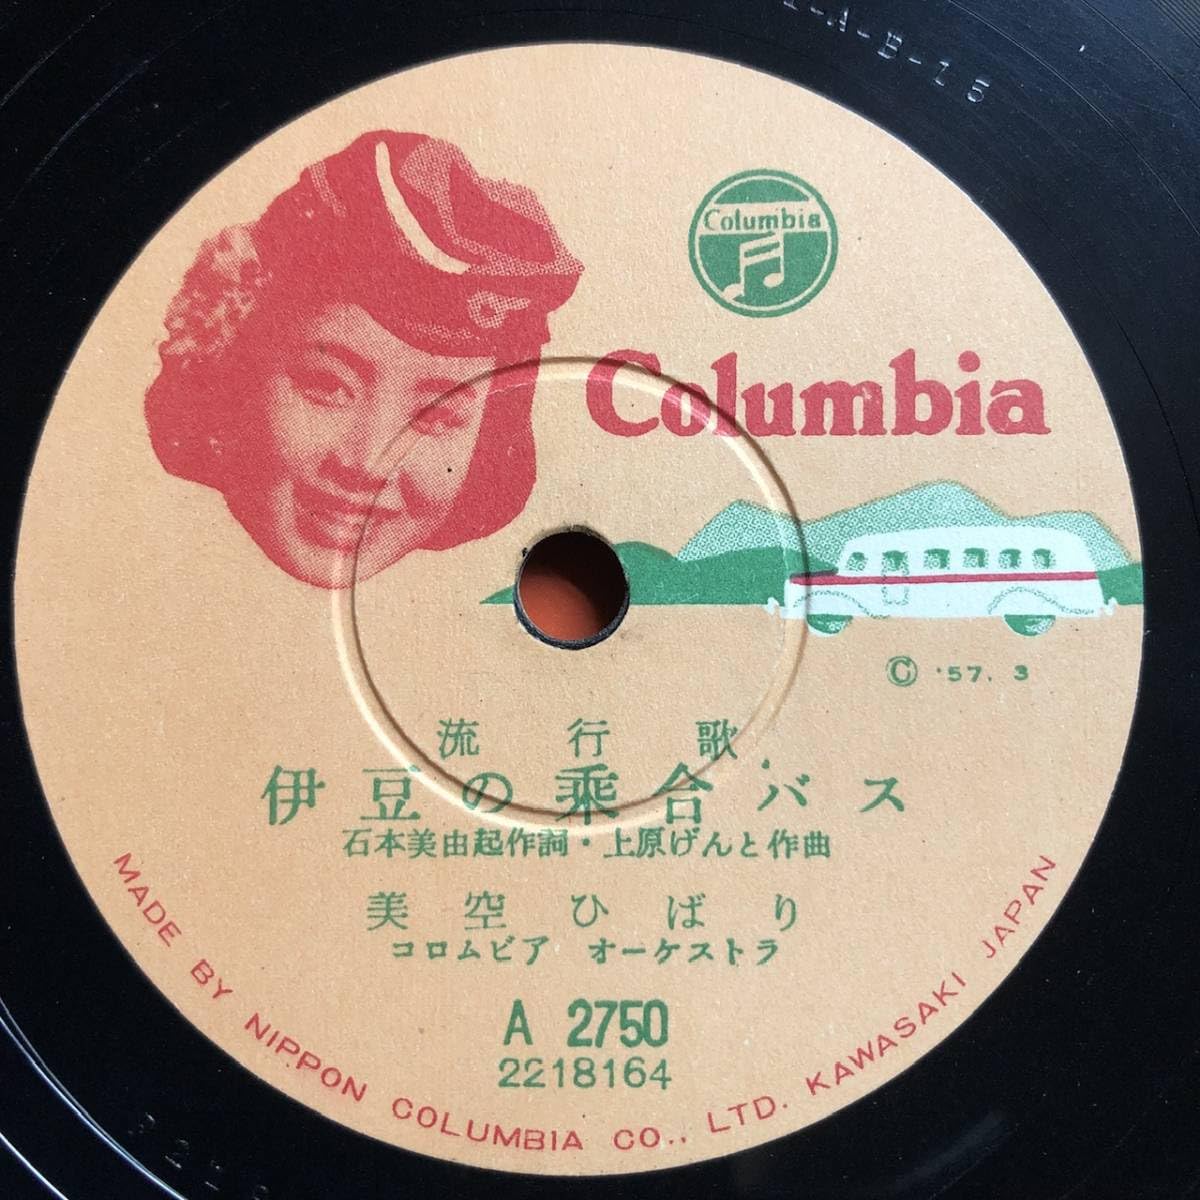 -A-B-15
Columbia
Columbia
© '57. 3
流行歌
伊豆の乗合バス
石本美由起作詞・上原げんと作曲
美空ひばり
コロムビア オーケストラ
A 2750
2218164
MADE BY NIPPON COLUMBIA CO., LTD. KAWASAKI JAPAN